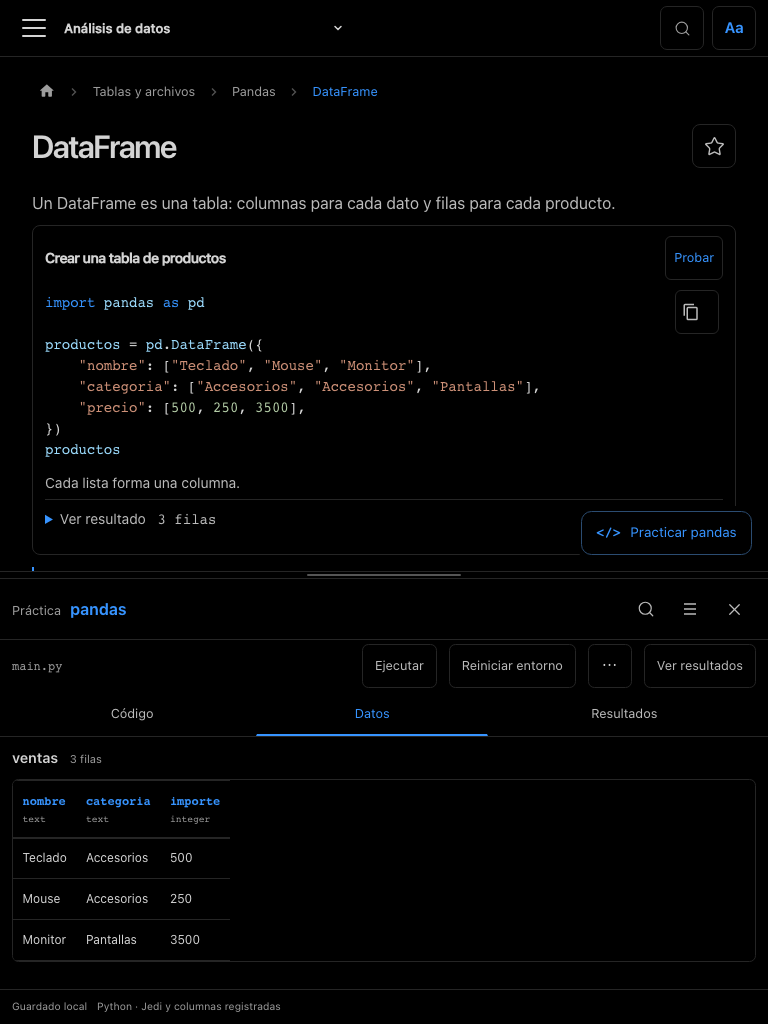 Análisis de datos
Aa
Tablas y archivos > Pandas > DataFrame
DataFrame
Un DataFrame es una tabla: columnas para cada dato y filas para cada producto.
Crear una tabla de productos
Probar
import pandas as pd
productos = pd.DataFrame({
    "nombre": ["Teclado", "Mouse", "Monitor"],
    "categoria": ["Accesorios", "Accesorios", "Pantallas"],
    "precio": [500, 250, 3500],
})
productos
Cada lista forma una columna.
Ver resultado 3 filas
</> Practicar pandas
Práctica pandas
main.py
Ejecutar
Reiniciar entorno
...
Ver resultados
Código
Datos
Resultados
ventas 3 filas
nombre categoria importe
text text integer
Teclado Accesorios 500
Mouse Accesorios 250
Monitor Pantallas 3500
Guardado local Python · Jedi y columnas registradas